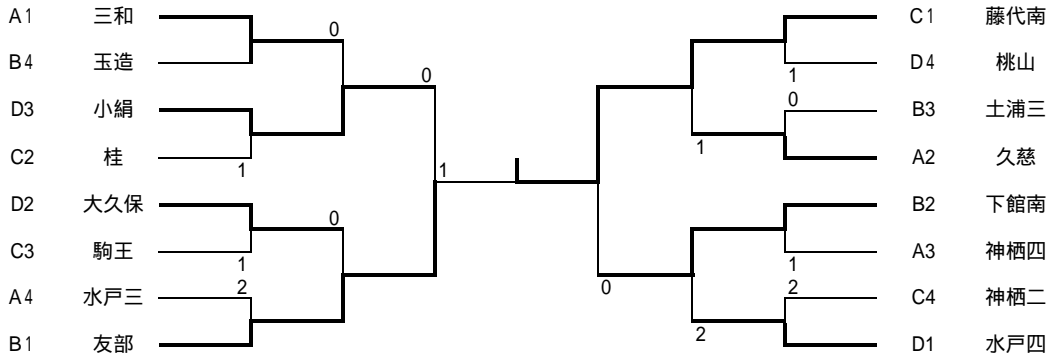 A1 三和 0 C1 藤代南
B4 玉造 0 1 D4 桃山
D3 小絹 0 B3 土浦三
C2 桂 1 1 A2 久慈
1
D2 大久保 0 B2 下館南
C3 駒王 1 1 A3 神栖四
A4 水戸三 2 0 2 C4 神栖二
B1 友部 2 D1 水戸四